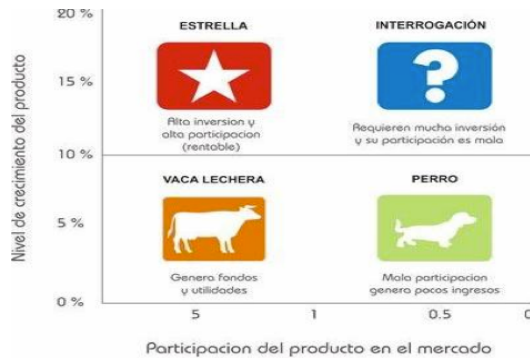 20 %
ESTRELLA
INTERROGACIÓN
15 %
Alta inversion y
alta participacion
(rentable)
Requieren mucha inversión
y su participación es mala
10 %
VACA LECHERA
PERRO
5 %
Genera fondos
y utilidades
Mala participacion
genera pocos ingresos
0 %
5
1
0.5
0
Nivel de crecimiento del producto
Participacion del producto en el mercado